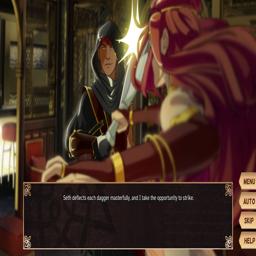 Seth deflects each dagger masterfully, and I take the opportunity to strike.
MENU
AUTO
SKIP
HELP